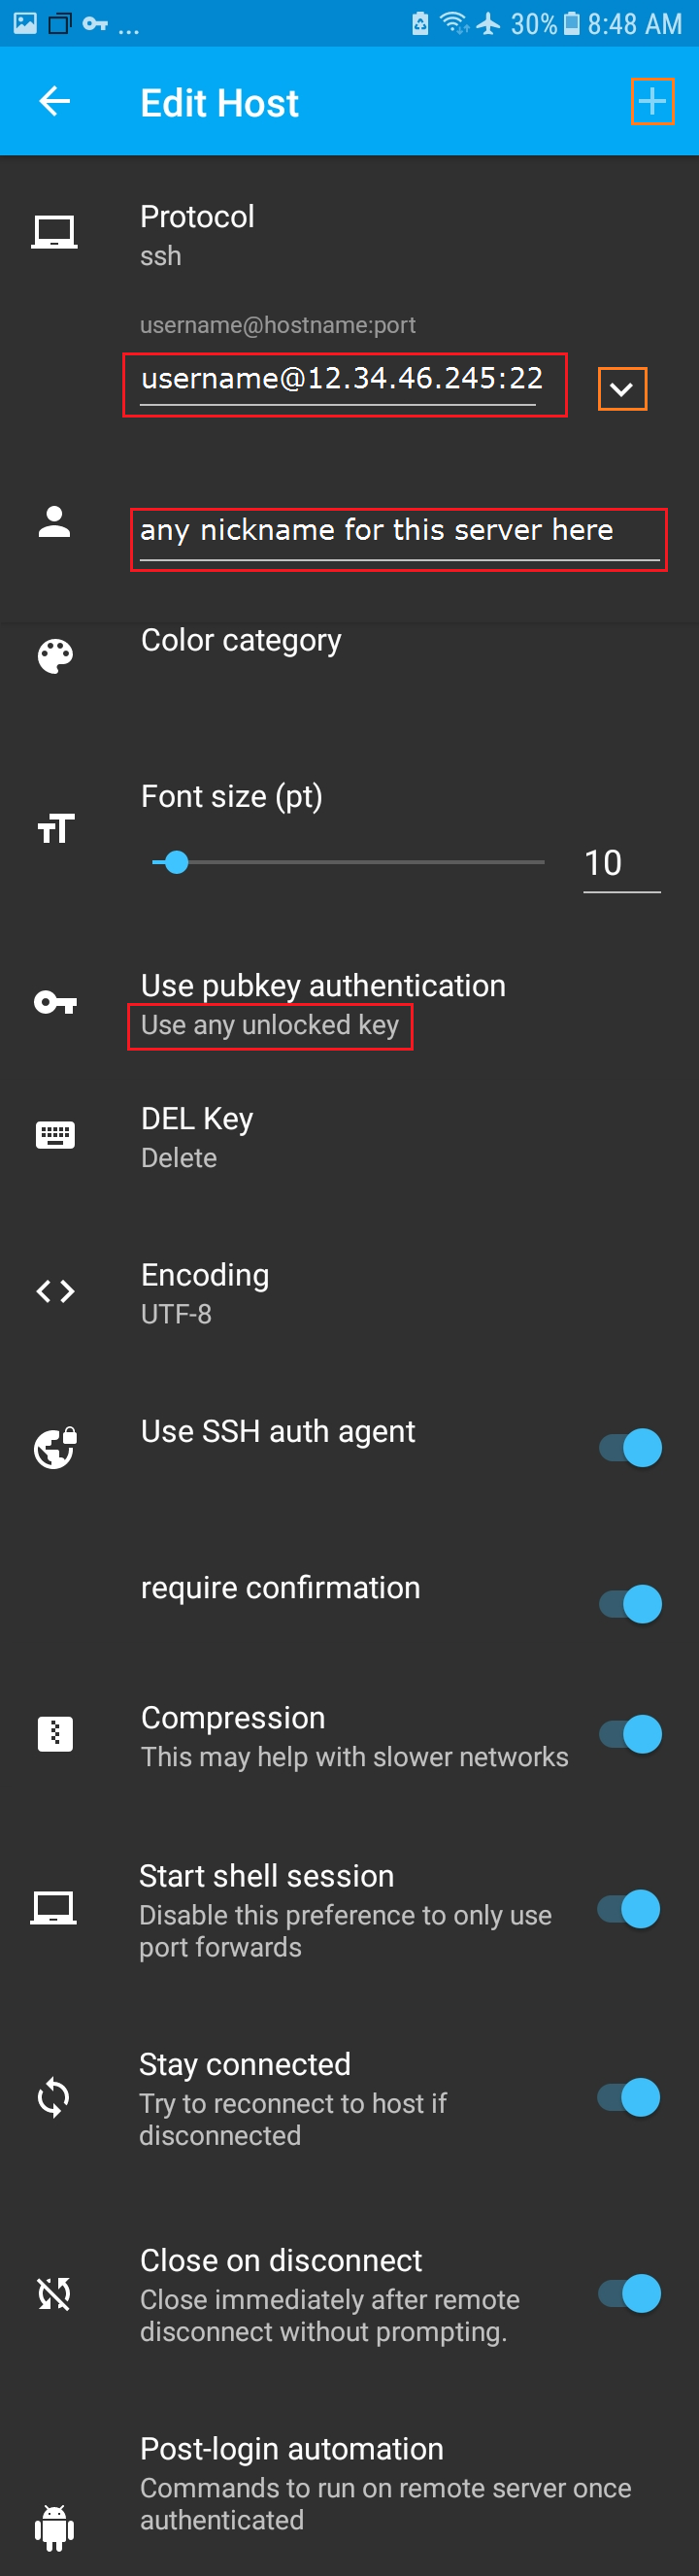 ... 30% 8:48 AM
Edit Host
Protocol
ssh
username@hostname:port
username@12.34.46.245:22
any nickname for this server here
Color category
Font size (pt)
10
Use pubkey authentication
Use any unlocked key
DEL Key
Delete
Encoding
UTF-8
Use SSH auth agent
require confirmation
Compression
This may help with slower networks
Start shell session
Disable this preference to only use
port forwards
Stay connected
Try to reconnect to host if
disconnected
Close on disconnect
Close immediately after remote
disconnect without prompting.
Post-login automation
Commands to run on remote server once
authenticated